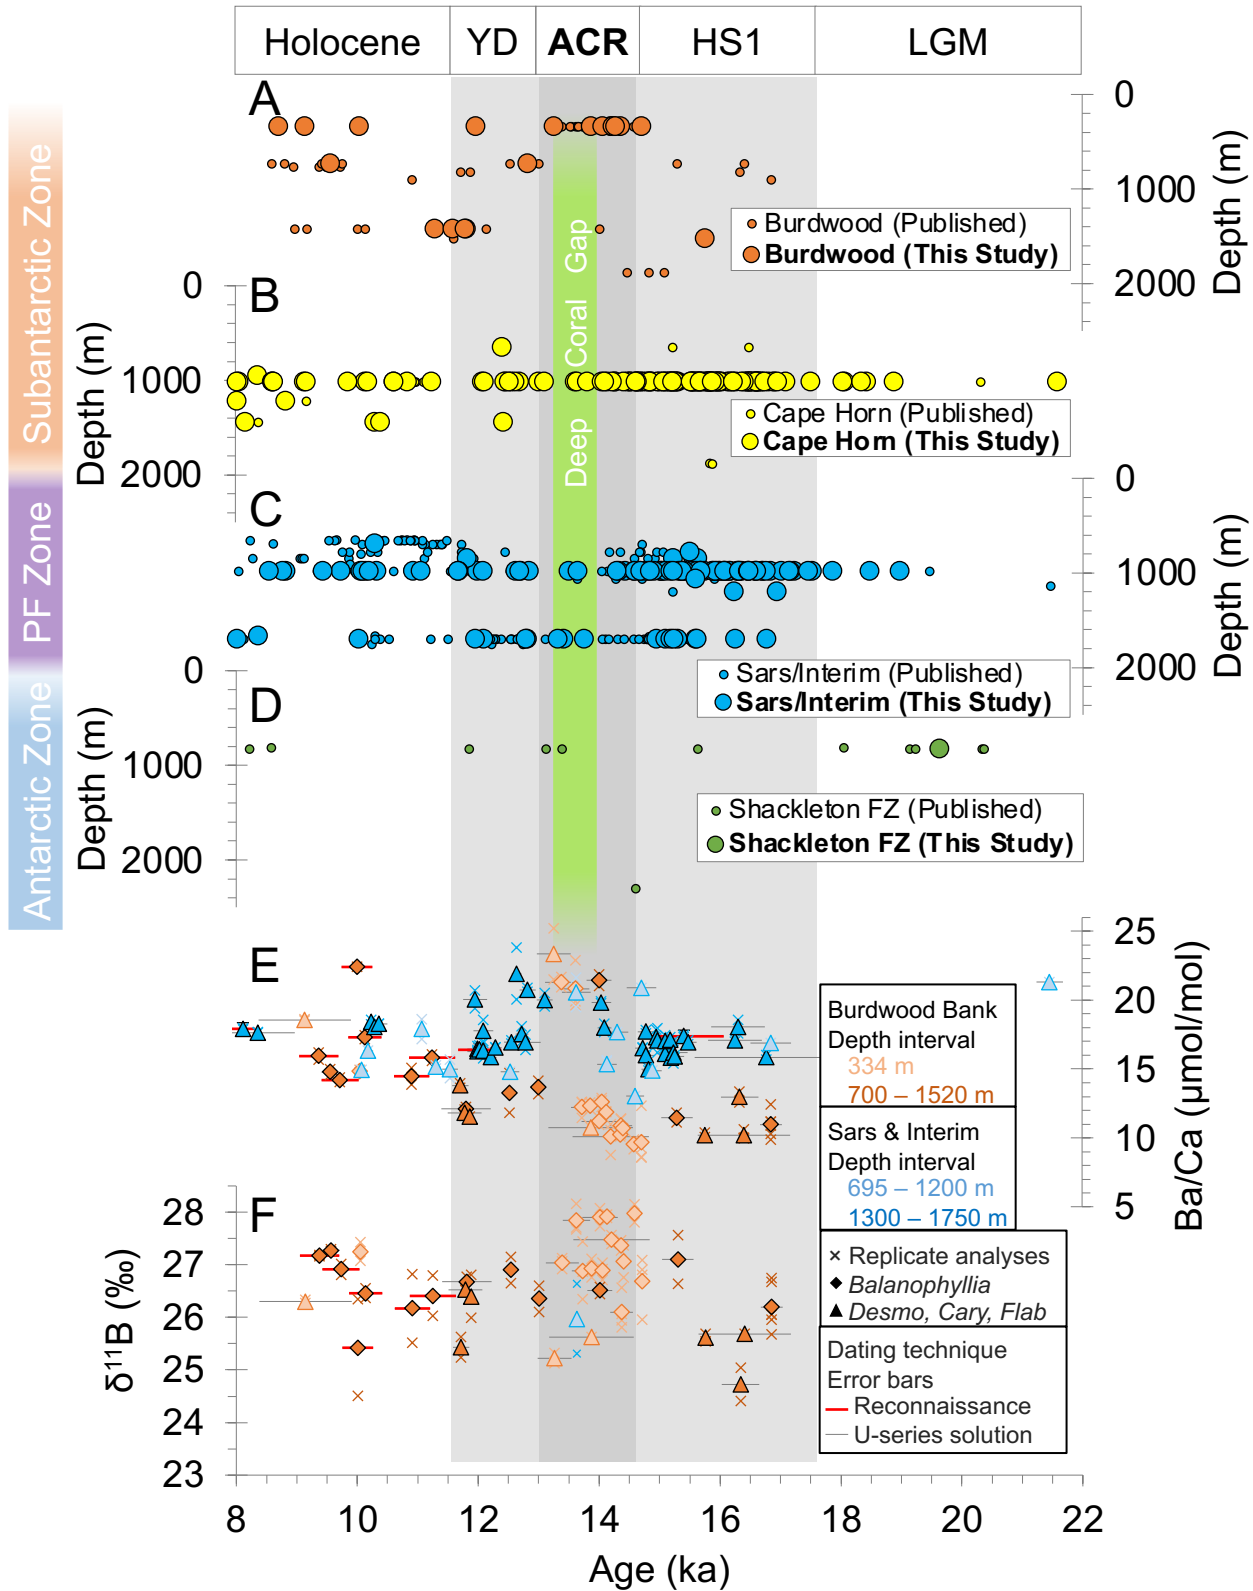 Holocene YD ACR HS1 LGM
Subantarctic Zone
PF Zone
Antarctic Zone
A
0
1000
2000
Depth (m)
Burdwood (Published)
Burdwood (This Study)
Deep Coral Gap
B
0
1000
2000
Depth (m)
Cape Horn (Published)
Cape Horn (This Study)
C
0
1000
2000
Depth (m)
Sars/Interim (Published)
Sars/Interim (This Study)
D
0
1000
2000
Depth (m)
Shackleton FZ (Published)
Shackleton FZ (This Study)
E
25
20
15
10
5
Ba/Ca (μmol/mol)
Burdwood Bank
Depth interval
334 m
700 – 1520 m
Sars & Interim
Depth interval
695 – 1200 m
1300 – 1750 m
F
28
27
26
25
24
23
δ¹¹B (‰)
Replicate analyses
Balanophyllia
Desmo, Cary, Flab
Dating technique
Error bars
Reconnaissance
U-series solution
8 10 12 14 16 18 20 22
Age (ka)